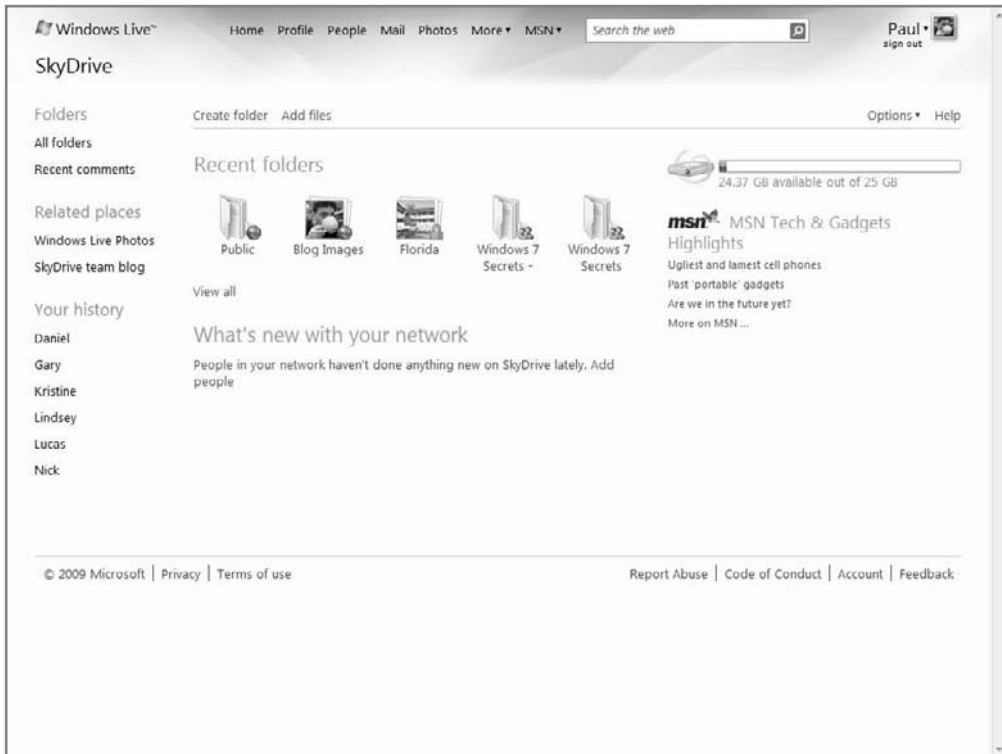 Windows Live™
Home Profile People Mail Photos More MSN
Search the web
Paul
sign out
SkyDrive
Folders
All folders
Recent comments
Related places
Windows Live Photos
SkyDrive team blog
Your history
Daniel
Gary
Kristine
Lindsey
Lucas
Nick
Create folder Add files
Options Help
Recent folders
Public
Blog Images
Florida
Windows 7
Secrets -
Windows 7
Secrets
View all
What's new with your network
People in your network haven't done anything new on SkyDrive lately. Add
people
24.37 GB available out of 25 GB
msn MSN Tech & Gadgets
Highlights
Ugliest and lamest cell phones
Past 'portable' gadgets
Are we in the future yet?
More on MSN ...
© 2009 Microsoft | Privacy | Terms of use
Report Abuse | Code of Conduct | Account | Feedback